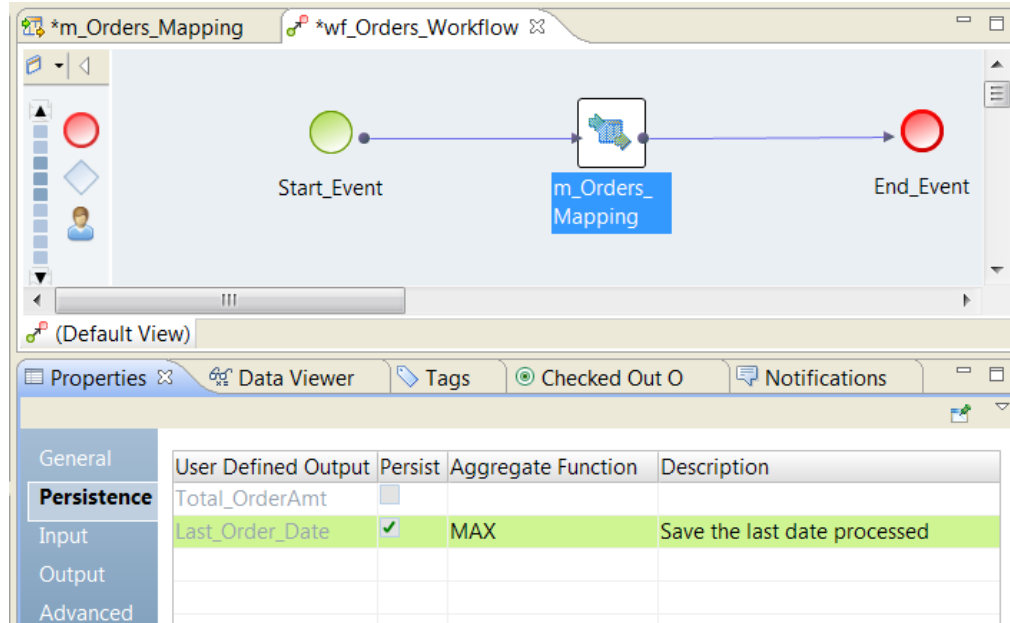 *m_Orders_Mapping *wf_Orders_Workflow
Start_Event
m_Orders_
Mapping
End_Event
(Default View)
Properties Data Viewer Tags Checked Out O Notifications
General
Persistence
Input
Output
Advanced
User Defined Output Persist Aggregate Function Description
Total_OrderAmt
Last_Order_Date MAX Save the last date processed